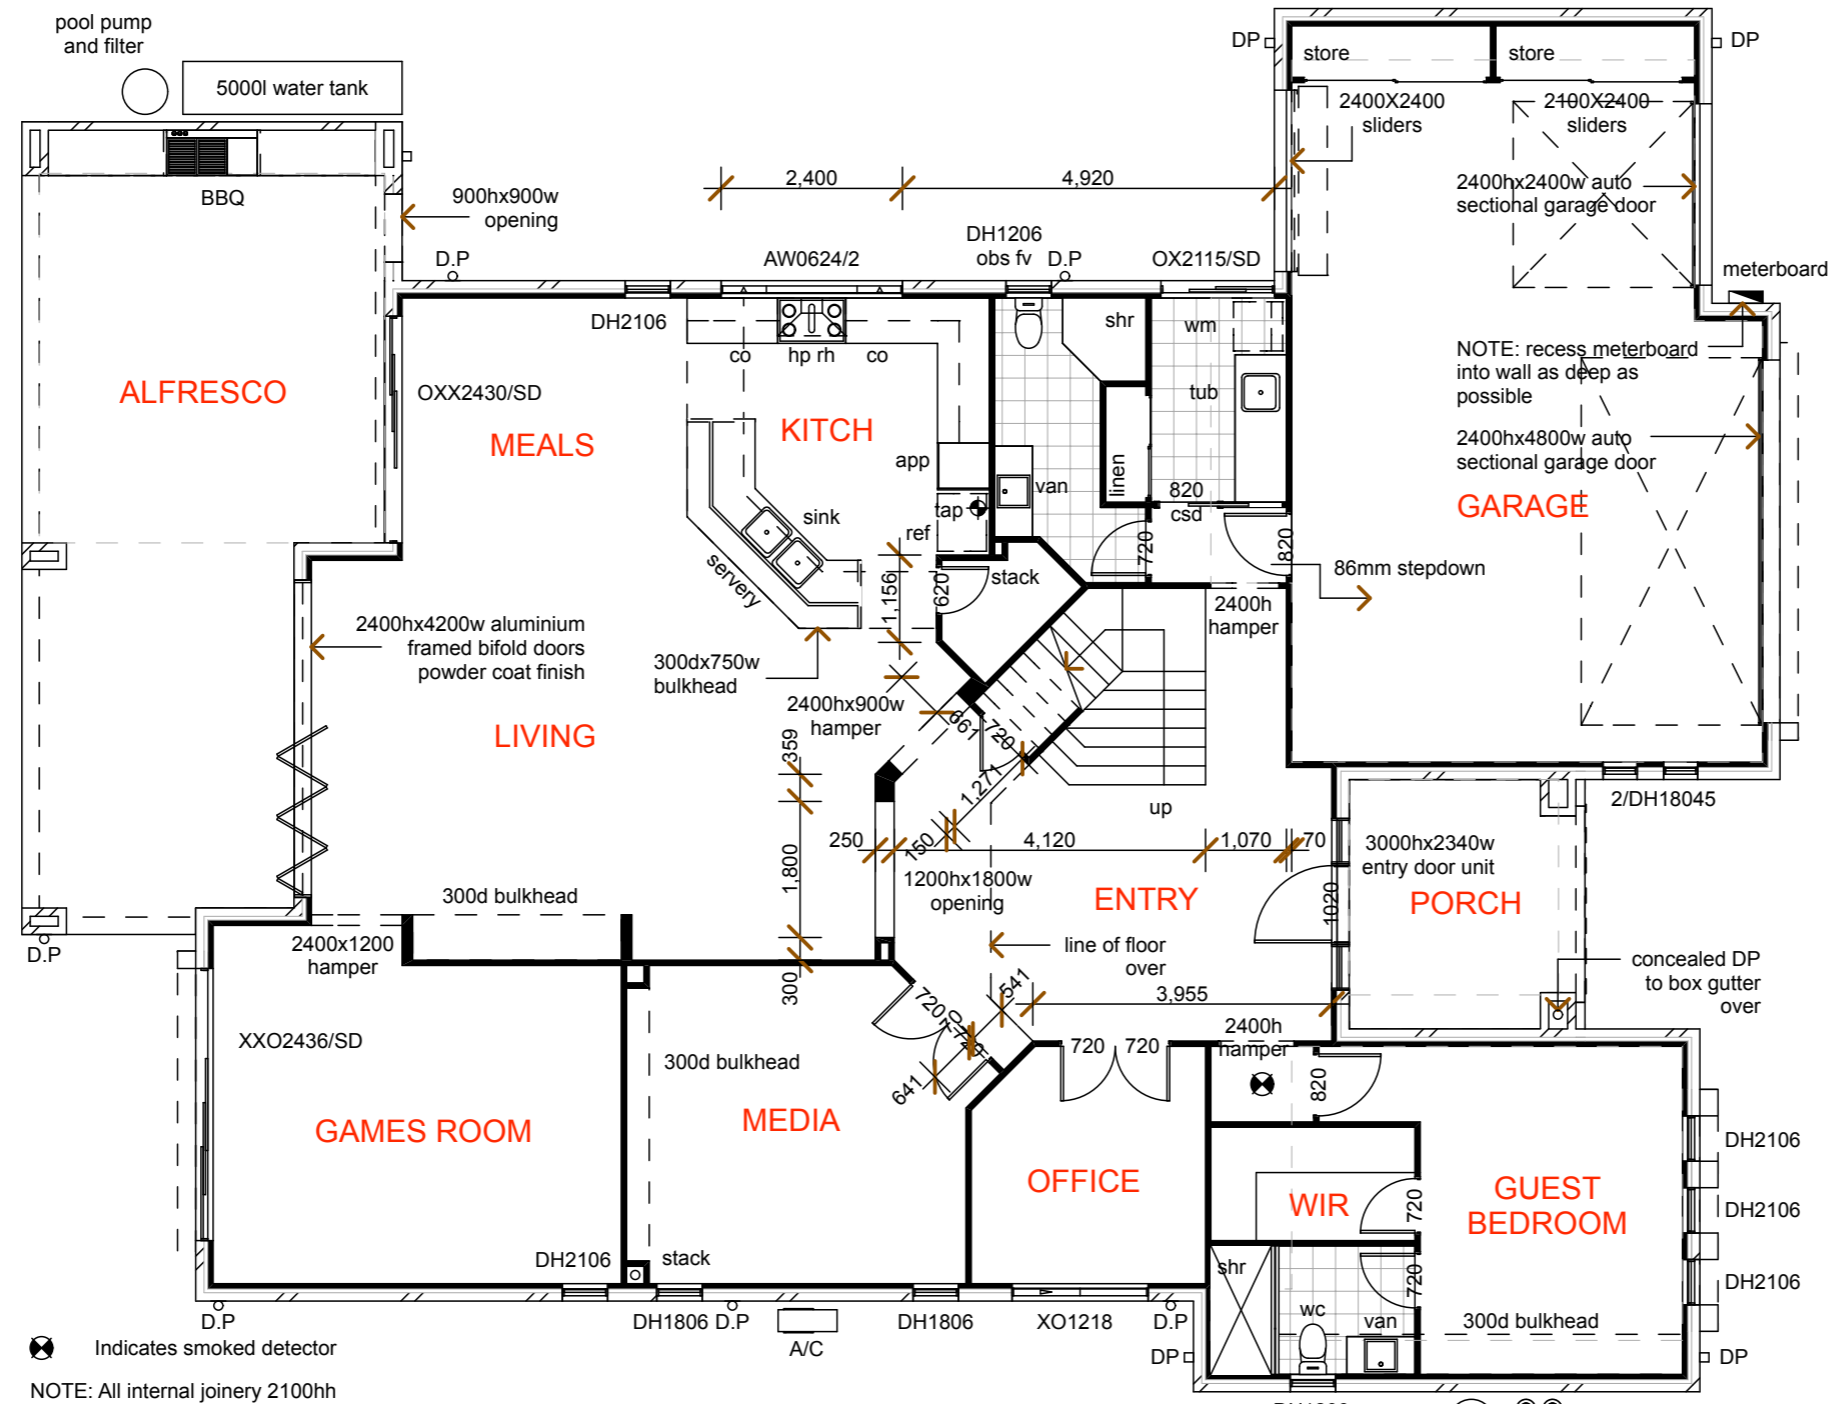 pool pump
and filter
5000l water tank
BBQ
900hx900w
opening
2,400
4,920
DP
DP
store
store
2400X2400
sliders
2100X2400
sliders
2400hx2400w auto
sectional garage door
D.P
AW0624/2
DH1206
obs fv
D.P
OX2115/SD
meterboard
DH2106
co
hp rh
co
shr
wm
NOTE: recess meterboard
into wall as deep as
possible
ALFRESCO
OXX2430/SD
MEALS
KITCH
tub
2400hx4800w auto
sectional garage door
GARAGE
app
linen
van
820
csd
tap
ref
sink
servery
720
820
1,156
620
stack
86mm stepdown
2400h
hamper
2400hx4200w aluminium
framed bifold doors
powder coat finish
300dx750w
bulkhead
2400hx900w
hamper
661
720
LIVING
359
1,271
up
2/DH18045
250
150
4,120
1,070
70
1,800
1200hx1800w
opening
3000hx2340w
entry door unit
300d bulkhead
ENTRY
1020
PORCH
2400x1200
hamper
line of floor
over
D.P
300
541
3,955
concealed DP
to box gutter
over
720
XXO2436/SD
300d bulkhead
720
720
2400h
hamper
641
820
GAMES ROOM
MEDIA
OFFICE
WIR
GUEST
BEDROOM
DH2106
720
DH2106
DH2106
stack
shr
720
DH2106
wc
van
300d bulkhead
D.P
DH1806
D.P
A/C
DH1806
XO1218
D.P
DP
DP
Indicates smoked detector
NOTE: All internal joinery 2100hh